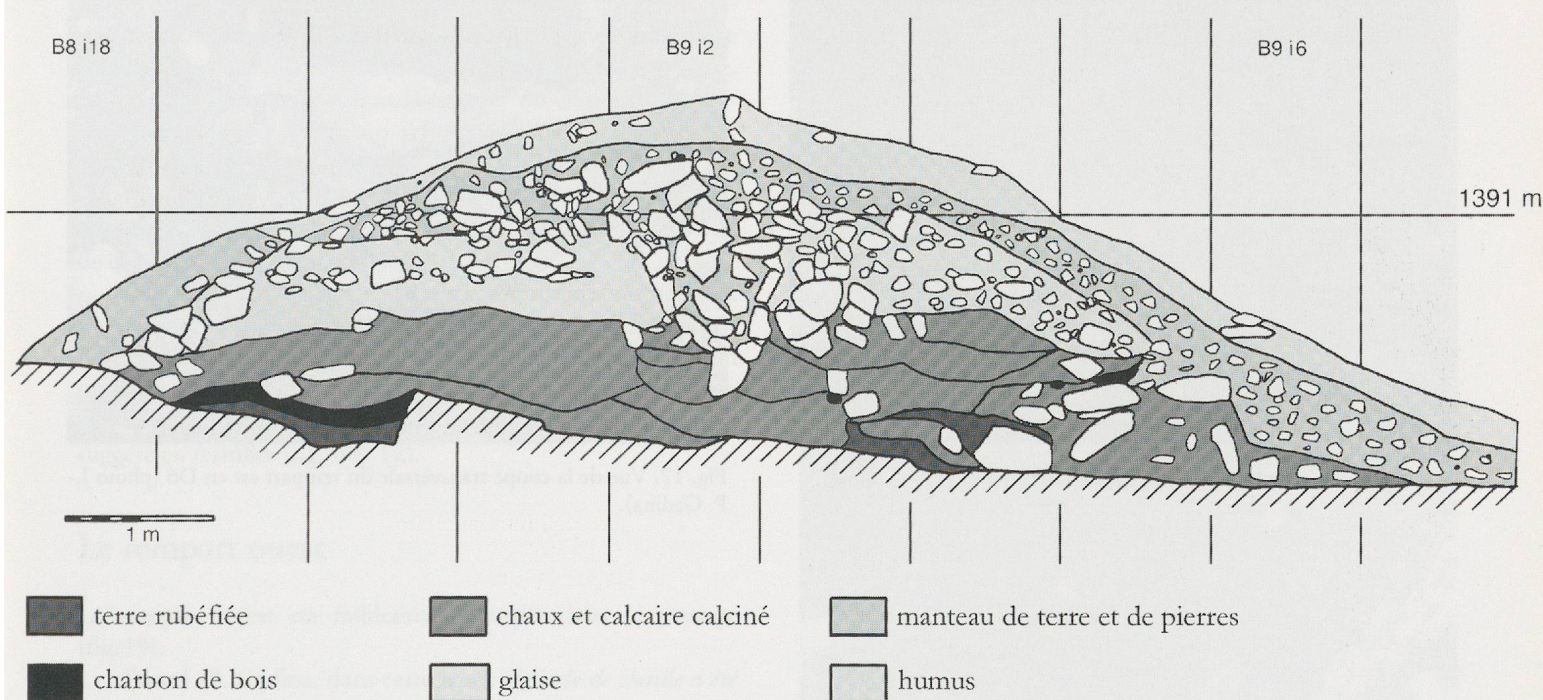 B8 i18
B9 i2
B9 i6
1391 m
1 m
terre rubéfiée
chaux et calcaire calciné
manteau de terre et de pierres
charbon de bois
glaise
humus